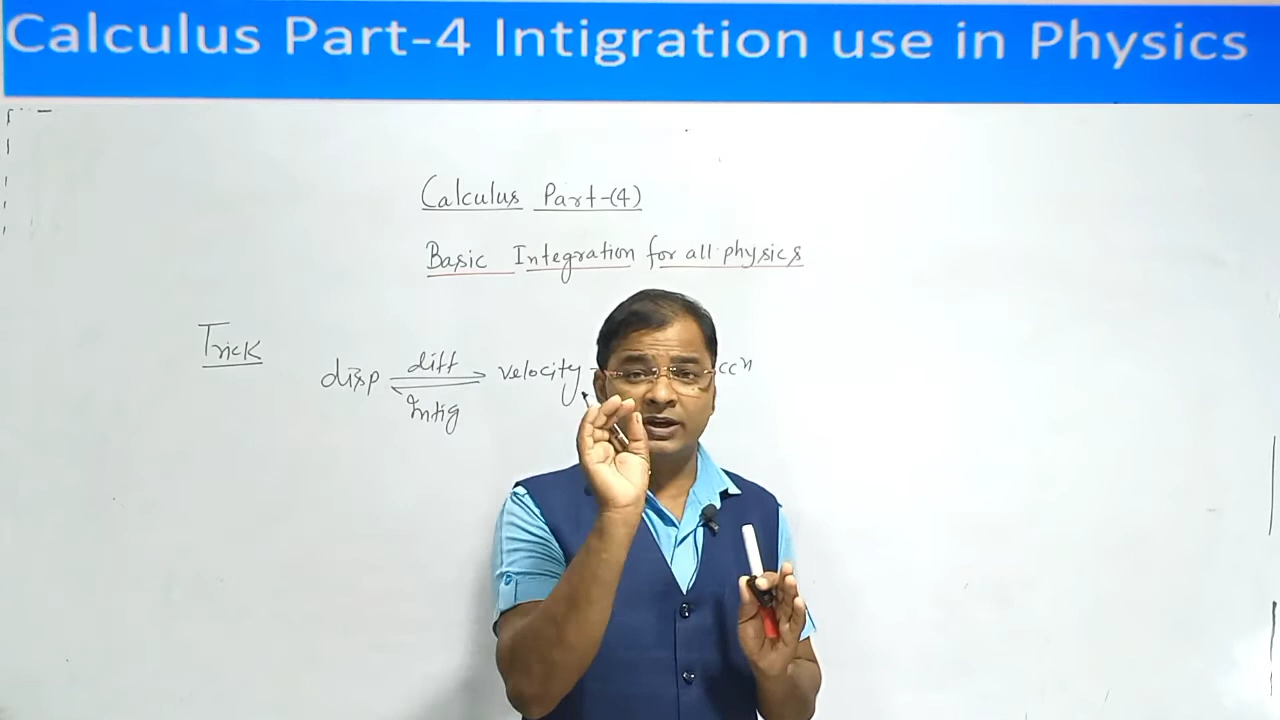 Calculus Part-4 Intigration use in Physics
Calculus Part-(4)
Basic Integration for all physics
Trick
disp diff velocity
Intig